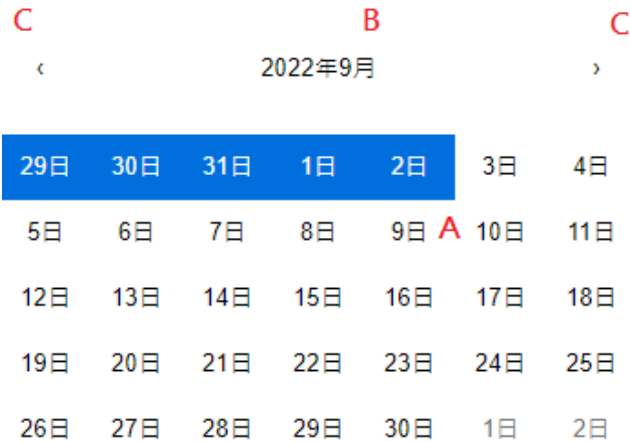 C B C
‹ 2022年9月 ›
29日 30日 31日 1日 2日 3日 4日
5日 6日 7日 8日 9日 A 10日 11日
12日 13日 14日 15日 16日 17日 18日
19日 20日 21日 22日 23日 24日 25日
26日 27日 28日 29日 30日 1日 2日